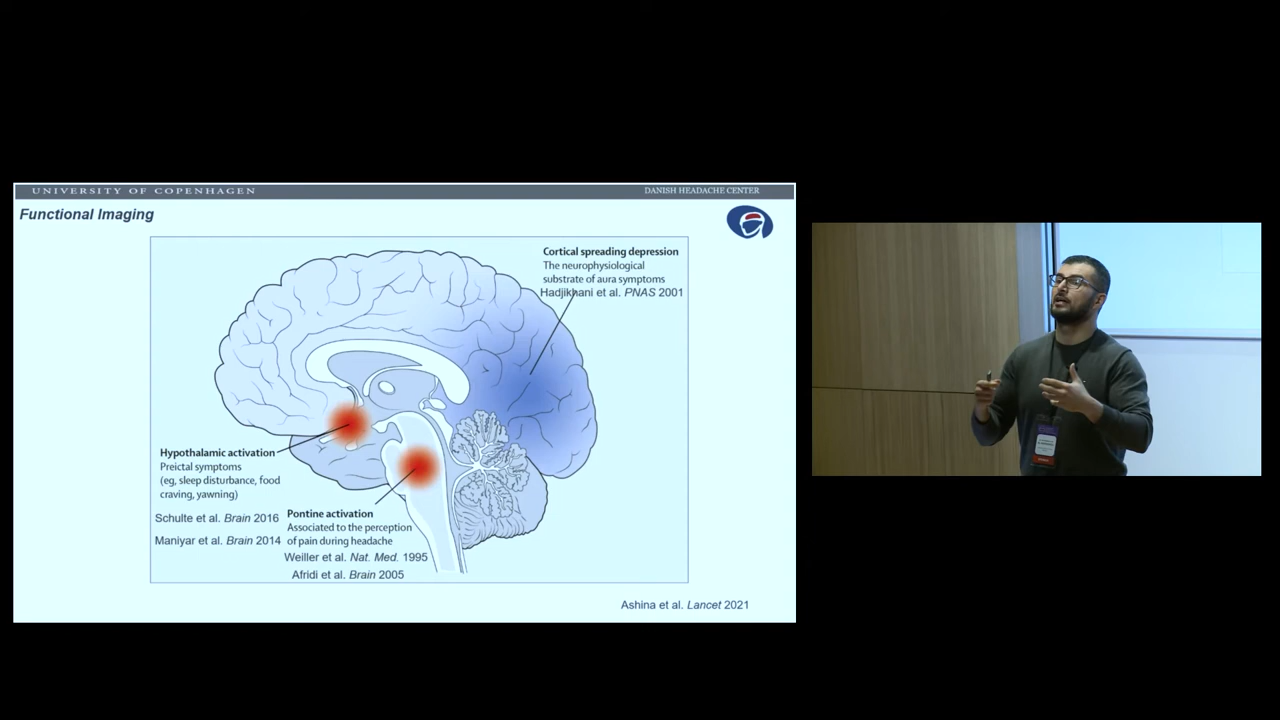 UNIVERSITY OF COPENHAGEN
DANISH HEADACHE CENTER
Functional Imaging
Cortical spreading depression
The neurophysiological
substrate of aura symptoms
Hadjikhani et al. PNAS 2001
Hypothalamic activation
Preictal symptoms
(eg, sleep disturbance, food
craving, yawning)
Schulte et al. Brain 2016
Maniyar et al. Brain 2014
Pontine activation
Associated to the perception
of pain during headache
Weiller et al. Nat. Med. 1995
Afridi et al. Brain 2005
Ashina et al. Lancet 2021